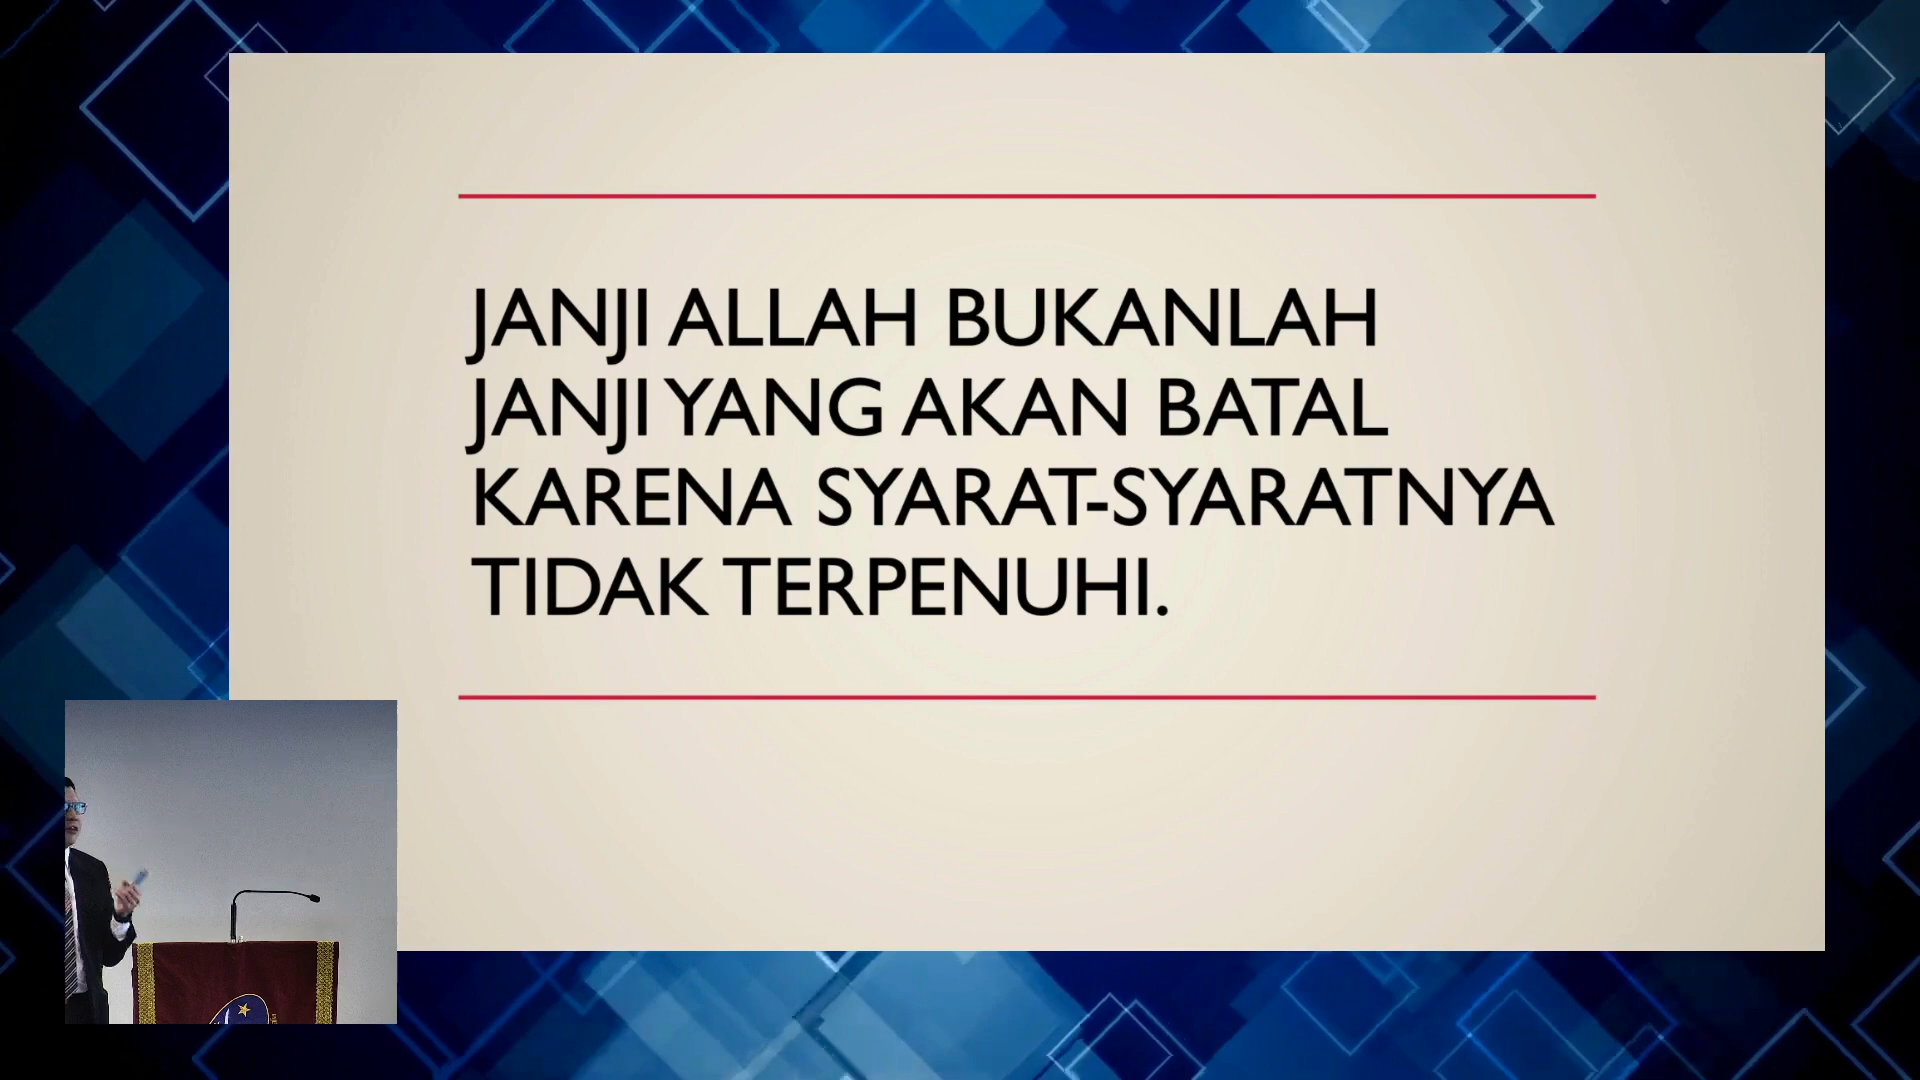 JANJI ALLAH BUKANLAH
JANJI YANG AKAN BATAL
KARENA SYARAT-SYARATNYA
TIDAK TERPENUHI.